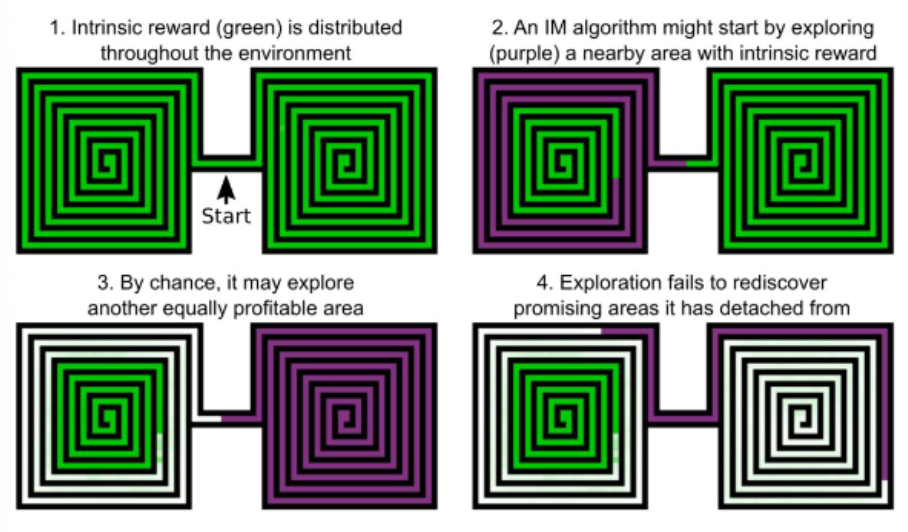 1. Intrinsic reward (green) is distributed
throughout the environment
2. An IM algorithm might start by exploring
(purple) a nearby area with intrinsic reward
Start
3. By chance, it may explore
another equally profitable area
4. Exploration fails to rediscover
promising areas it has detached from